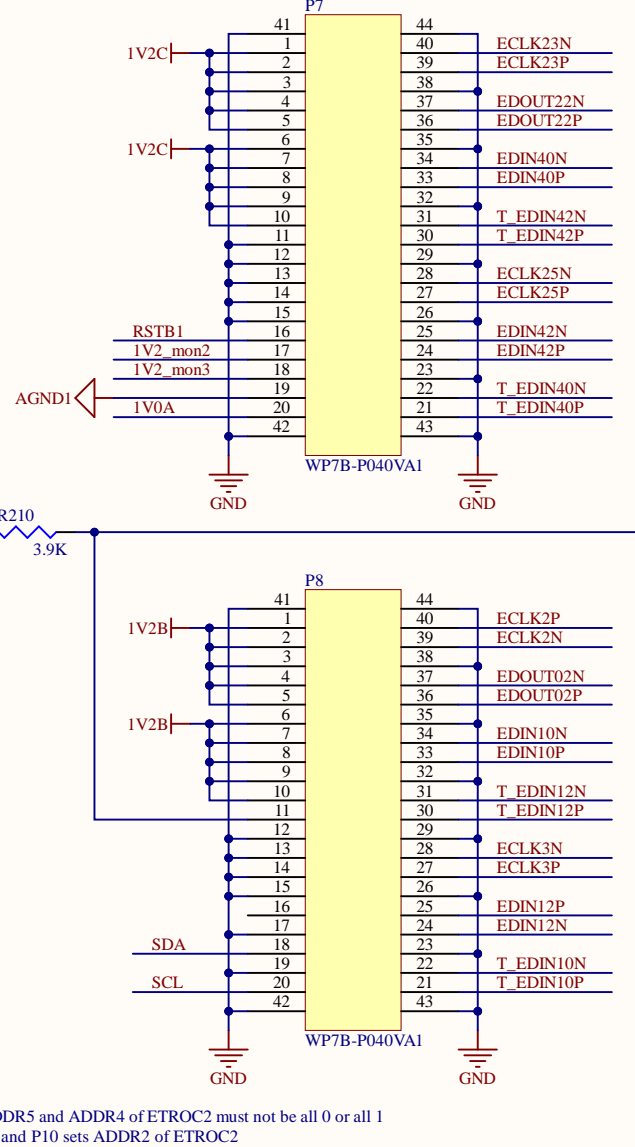 P7
41 44
1V2C 1 40 ECLK23N
2 39 ECLK23P
3 38
4 37 EDOUT22N
5 36 EDOUT22P
1V2C 6 35
7 34 EDIN40N
8 33 EDIN40P
9 32
10 31 T_EDIN42N
11 30 T_EDIN42P
12 29
13 28 ECLK25N
14 27 ECLK25P
15 26
RSTB1 16 25 EDIN42N
1V2_mon2 17 24 EDIN42P
1V2_mon3 18 23
AGND1 19 22 T_EDIN40N
1V0A 20 21 T_EDIN40P
42 43
WP7B-P040VA1
GND GND
R210
3.9K
P8
41 44
1V2B 1 40 ECLK2P
2 39 ECLK2N
3 38
4 37 EDOUT02N
5 36 EDOUT02P
1V2B 6 35
7 34 EDIN10N
8 33 EDIN10P
9 32
10 31 T_EDIN12N
11 30 T_EDIN12P
12 29
13 28 ECLK3N
14 27 ECLK3P
15 26
16 25 EDIN12P
17 24 EDIN12N
SDA 18 23
19 22 T_EDIN10N
SCL 20 21 T_EDIN10P
42 43
WP7B-P040VA1
GND GND
DDR5 and ADDR4 of ETROC2 must not be all 0 or all 1
and P10 sets ADDR2 of ETROC2